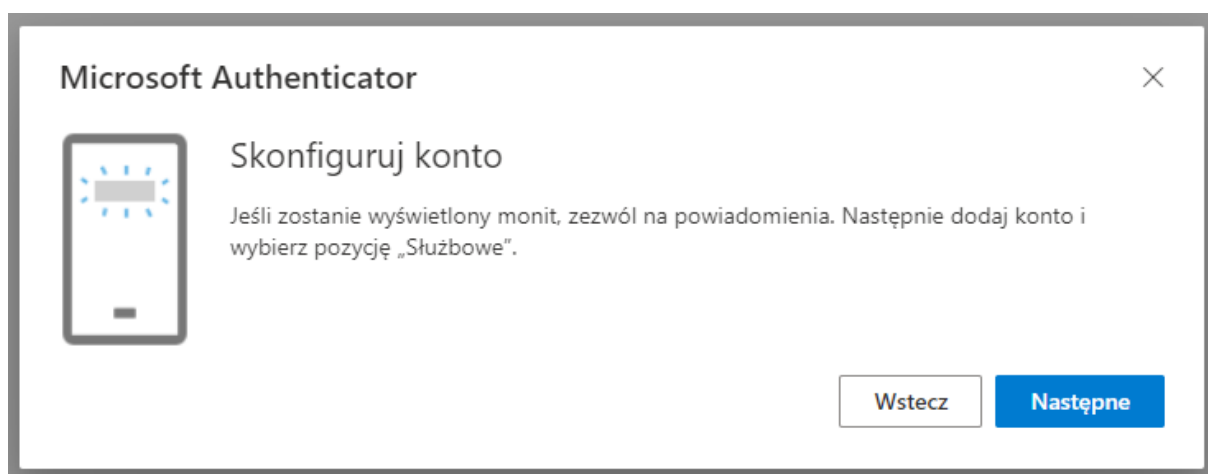 Microsoft Authenticator
Skonfiguruj konto
Jeśli zostanie wyświetlony monit, zezwól na powiadomienia. Następnie dodaj konto i
wybierz pozycję „Służbowe”.
Wstecz
Następne